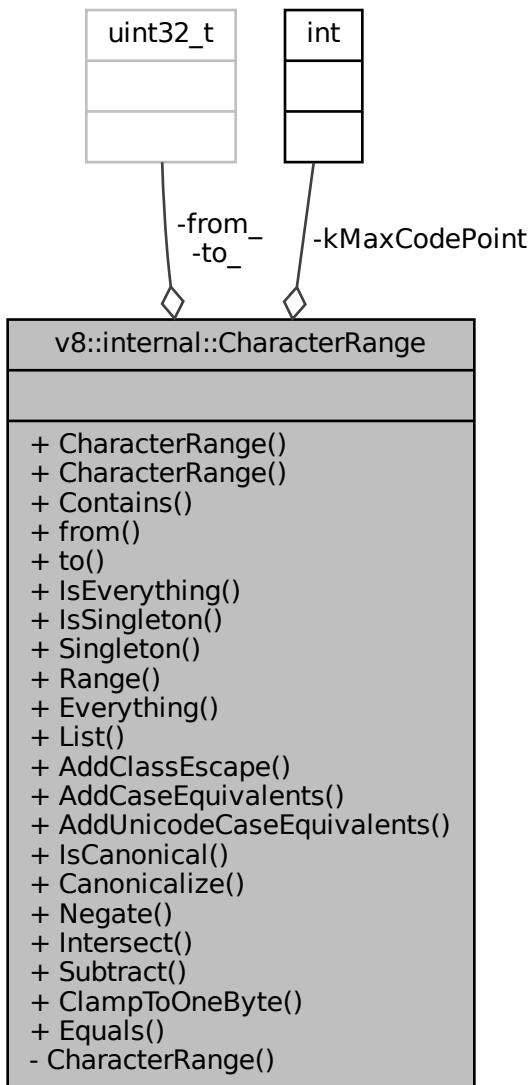 uint32_t
int
-from_
-to_
-kMaxCodePoint
v8::internal::CharacterRange
+ CharacterRange()
+ CharacterRange()
+ Contains()
+ from()
+ to()
+ IsEverything()
+ IsSingleton()
+ Singleton()
+ Range()
+ Everything()
+ List()
+ AddClassEscape()
+ AddCaseEquivalents()
+ AddUnicodeCaseEquivalents()
+ IsCanonical()
+ Canonicalize()
+ Negate()
+ Intersect()
+ Subtract()
+ ClampToOneByte()
+ Equals()
- CharacterRange()